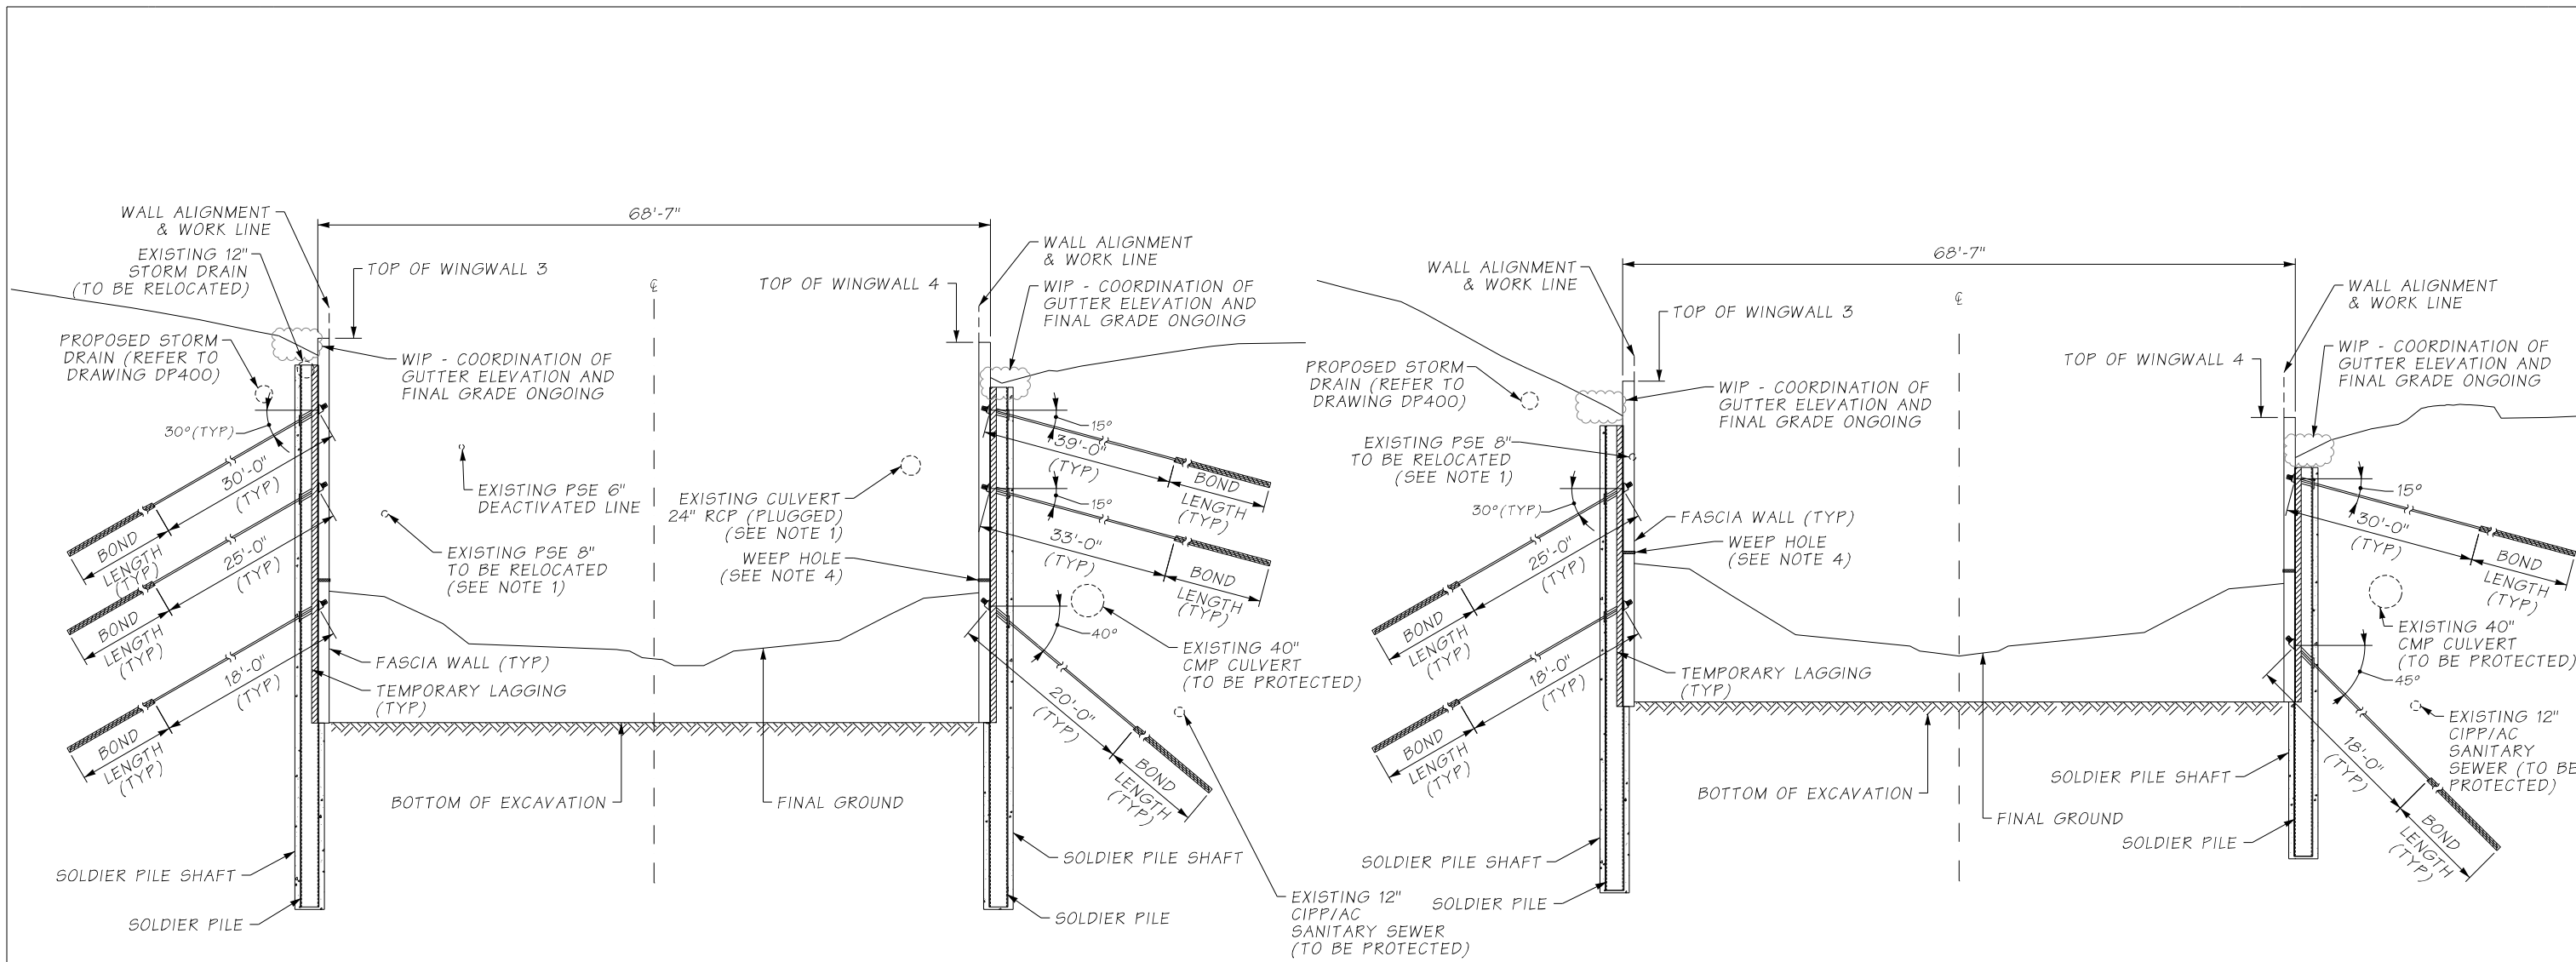 68'-7"
WALL ALIGNMENT
& WORK LINE
EXISTING 12"
STORM DRAIN
(TO BE RELOCATED)
TOP OF WINGWALL 3
PROPOSED STORM
DRAIN (REFER TO
DRAWING DP400)
WIP - COORDINATION OF
GUTTER ELEVATION AND
FINAL GRADE ONGOING
30°(TYP)
30'-0"
(TYP)
BOND
LENGTH
(TYP)
25'-0"
(TYP)
BOND
LENGTH
(TYP)
18'-0"
(TYP)
BOND
LENGTH
(TYP)
EXISTING PSE 6"
DEACTIVATED LINE
EXISTING PSE 8"
TO BE RELOCATED
(SEE NOTE 1)
FASCIA WALL (TYP)
TEMPORARY LAGGING
(TYP)
BOTTOM OF EXCAVATION
FINAL GROUND
SOLDIER PILE SHAFT
SOLDIER PILE
℄
TOP OF WINGWALL 4
WALL ALIGNMENT
& WORK LINE
WIP - COORDINATION OF
GUTTER ELEVATION AND
FINAL GRADE ONGOING
EXISTING CULVERT
24" RCP (PLUGGED)
(SEE NOTE 1)
WEEP HOLE
(SEE NOTE 4)
15°
39'-0"
(TYP)
BOND
LENGTH
(TYP)
15°
33'-0"
(TYP)
BOND
LENGTH
(TYP)
40°
20'-0"
(TYP)
BOND
LENGTH
(TYP)
EXISTING 40"
CMP CULVERT
(TO BE PROTECTED)
SOLDIER PILE SHAFT
SOLDIER PILE
EXISTING 12"
CIPP/AC
SANITARY SEWER
(TO BE PROTECTED)
68'-7"
WALL ALIGNMENT
& WORK LINE
TOP OF WINGWALL 3
PROPOSED STORM
DRAIN (REFER TO
DRAWING DP400)
WIP - COORDINATION OF
GUTTER ELEVATION AND
FINAL GRADE ONGOING
EXISTING PSE 8"
TO BE RELOCATED
(SEE NOTE 1)
30°(TYP)
25'-0"
(TYP)
BOND
LENGTH
(TYP)
18'-0"
(TYP)
BOND
LENGTH
(TYP)
FASCIA WALL (TYP)
WEEP HOLE
(SEE NOTE 4)
TEMPORARY LAGGING
(TYP)
BOTTOM OF EXCAVATION
FINAL GROUND
SOLDIER PILE SHAFT
SOLDIER PILE
℄
TOP OF WINGWALL 4
WALL ALIGNMENT
& WORK LINE
WIP - COORDINATION OF
GUTTER ELEVATION AND
FINAL GRADE ONGOING
15°
30'-0"
(TYP)
BOND
LENGTH
(TYP)
EXISTING 40"
CMP CULVERT
(TO BE PROTECTED)
45°
18'-0"
(TYP)
BOND
LENGTH
(TYP)
EXISTING 12"
CIPP/AC
SANITARY
SEWER (TO BE
PROTECTED)
SOLDIER PILE SHAFT
SOLDIER PILE